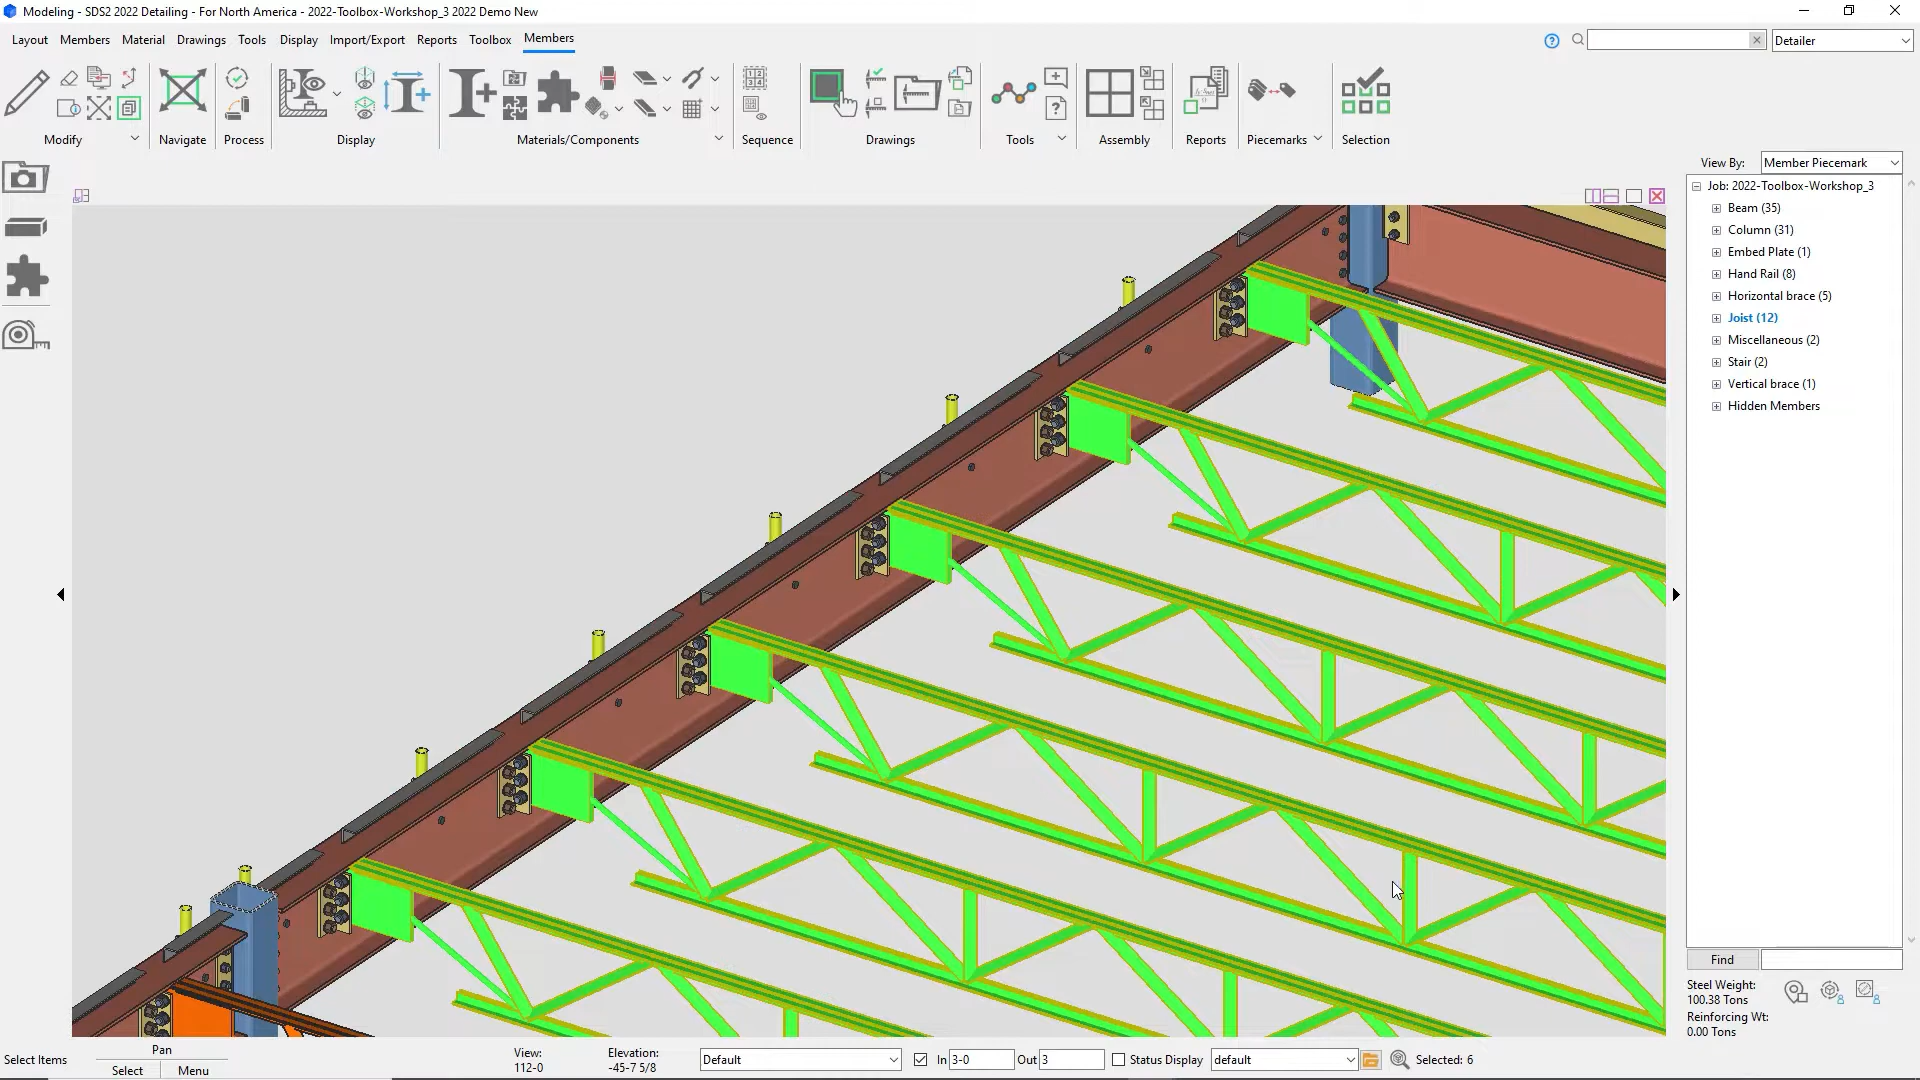 Modeling - SDS2 2022 Detailing - For North America - 2022-Toolbox-Workshop_3 2022 Demo New
Layout Members Material Drawings Tools Display Import/Export Reports Toolbox Members
Detailer
Modify Navigate Process Display Materials/Components Sequence Drawings Tools Assembly Reports Piecemarks Selection
View By: Member Piecemark
Job: 2022-Toolbox-Workshop_3
Beam (35)
Column (31)
Embed Plate (1)
Hand Rail (8)
Horizontal brace (5)
Joist (12)
Miscellaneous (2)
Stair (2)
Vertical brace (1)
Hidden Members
Find
Steel Weight:
100.38 Tons
Reinforcing Wt:
0.00 Tons
Select Items
Pan
Select Menu
View:
112-0
Elevation:
-45-7 5/8
Default
In 3-0 Out 3 Status Display default Selected: 6